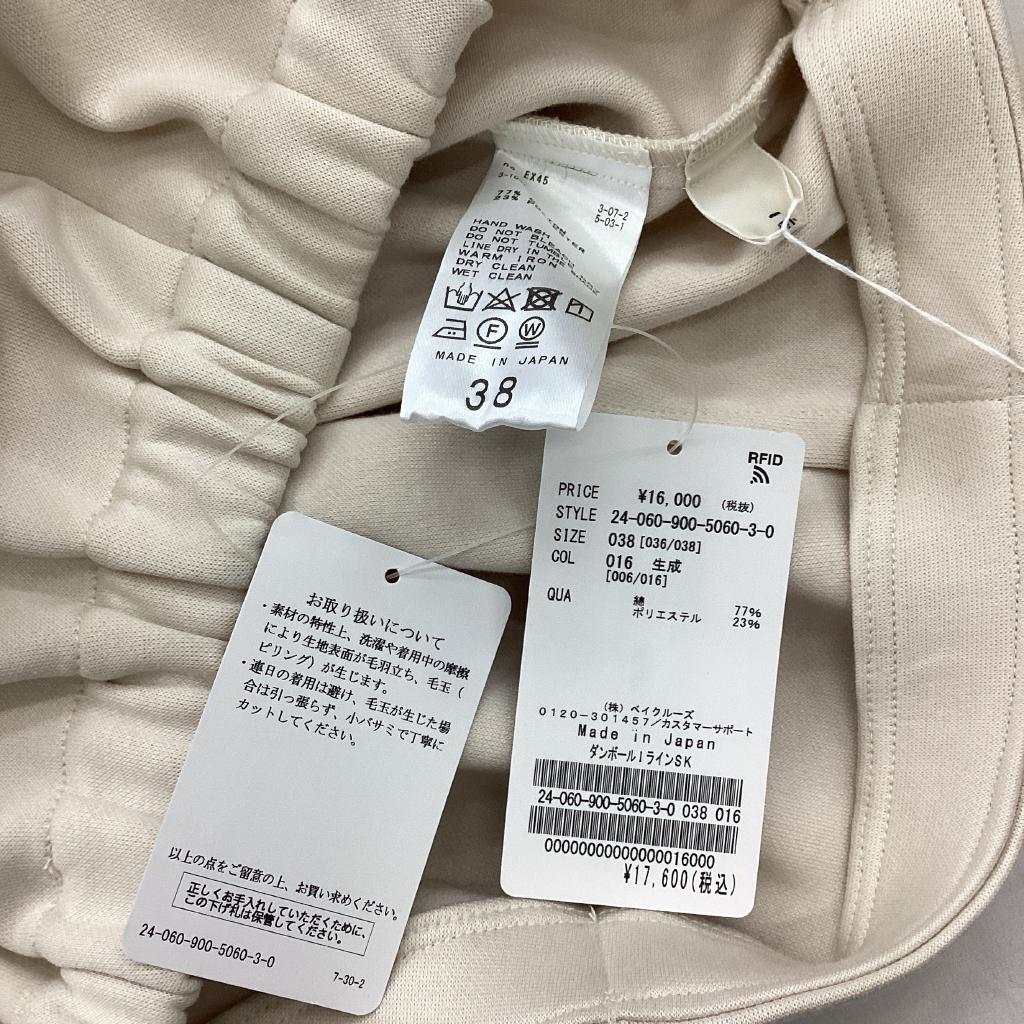 EX45
3-07-2
5-03-1
77%
23%
HAND WASH
DO NOT BLEACH
DO NOT TUMBLE DRY
LINE DRY IN THE SHADE
WARM IRON
DRY CLEAN
WET CLEAN
F W
MADE IN JAPAN
38
RFID
PRICE ¥16,000 (税抜)
STYLE 24-060-900-5060-3-0
SIZE 038 [036/038]
COL 016 生成
[006/016]
QUA 綿 77%
ポリエステル 23%
(株) ベイクルーズ
0120-301457/カスタマーサポート
Made in Japan
ダンボールIラインSK
24-060-900-5060-3-0 038 016
00000000000000016000
¥17,600(税込)
お取り扱いについて
・素材の特性上、洗濯や着用中の摩擦
により生地表面が毛羽立ち、毛玉(
ピリング)が生じます。
・連日の着用は避け、毛玉が生じた場
合は引っ張らず、小バサミで丁寧に
カットしてください。
以上の点をご留意の上、お買い求めください。
正しくお手入れしていただくために、
この下げ札は保管してください。
24-060-900-5060-3-0
7-30-2